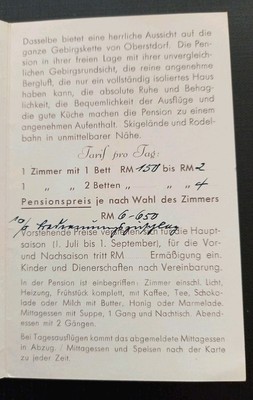 Dasselbe bietet eine herrliche Aussicht auf die
ganze Gebirgskette von Oberstdorf. Die Pen-
sion in ihrer freien Lage mit ihrer unvergleich-
lichen Gebirgsrundsicht, die reine angenehme
Bergluft, die nur ein vollständig isoliertes Haus
haben kann, die absolute Ruhe und Behag-
lichkeit, die Bequemlichkeit der Ausflüge und
die gute Küche machen die Pension zu einem
angenehmen Aufenthalt. Skigelände und Rodel-
bahn in unmittelbarer Nähe.
Tarif pro Tag:
1 Zimmer mit 1 Bett RM 1.50 bis RM 2
1 „ „ 2 Betten „ „ 4
Pensionspreis je nach Wahl des Zimmers
RM 6-650
10%
Vorstehende Preise für die Haupt-
saison (1. Juli bis 1. September), für die Vor-
und Nachsaison tritt RM Ermäßigung ein.
Kinder und Dienerschaften nach Vereinbarung.
In der Pension ist einbegriffen: Zimmer einschl. Licht,
Heizung, Frühstück komplett, mit Kaffee, Tee, Schoko-
lade oder Milch mit Butter, Honig oder Marmelade.
Mittagessen mit Suppe, 1 Gang und Nachtisch. Abend-
essen mit 2 Gängen.
Bei Tagesausflügen kommt das abgemeldete Mittagessen
in Abzug. / Mittagessen und Speisen nach der Karte
zu jeder Zeit.